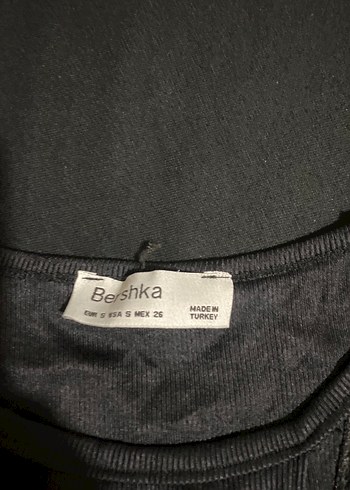 Bershka
EUR S USA S MEX 26
MADE IN
TURKEY